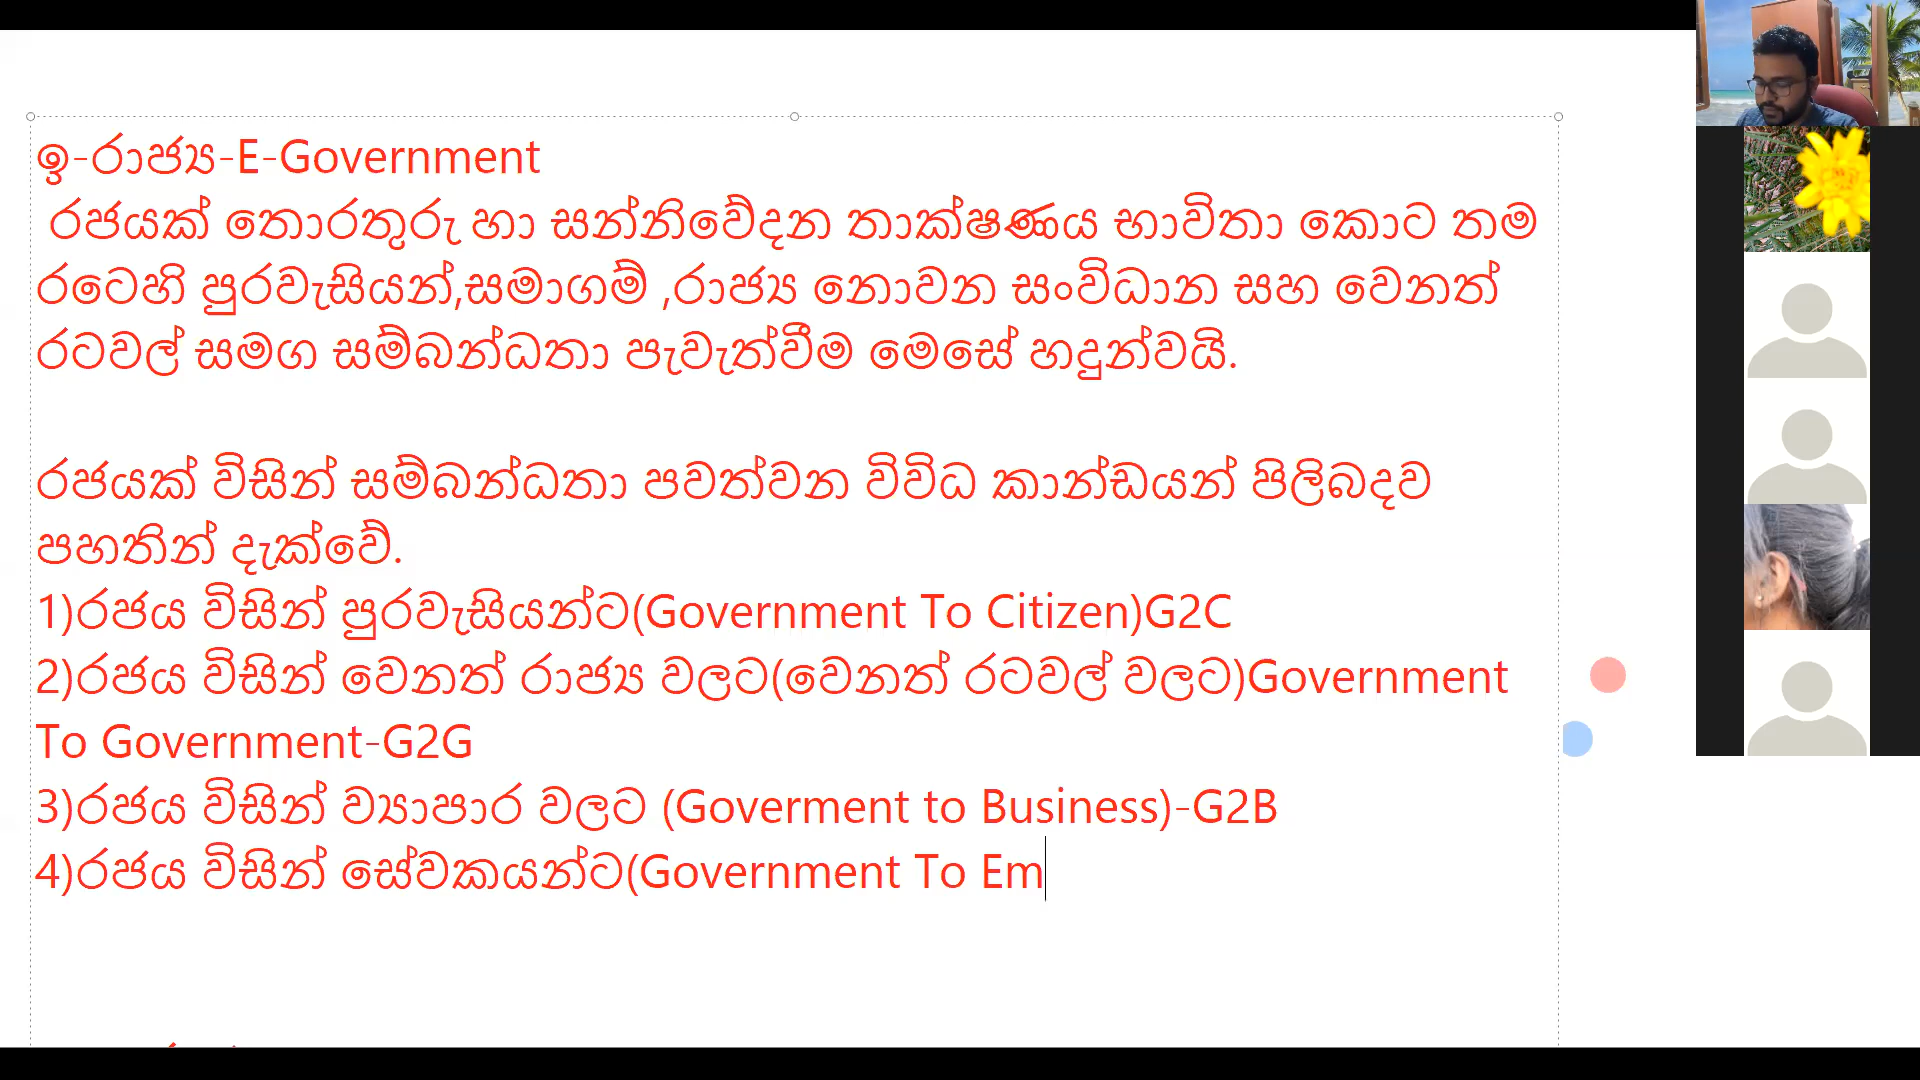 ඉ-රාජ්‍ය-E-Government
රජයක් තොරතුරු හා සන්නිවේදන තාක්ෂණය භාවිතා කොට තම
රටෙහි පුරවැසියන්,සමාගම් ,රාජ්‍ය නොවන සංවිධාන සහ වෙනත්
රටවල් සමග සම්බන්ධතා පැවැත්වීම මෙසේ හදුන්වයි.
රජයක් විසින් සම්බන්ධතා පවත්වන විවිධ කාන්ඩයන් පිලිබදව
පහතින් දැක්වේ.
1)රජය විසින් පුරවැසියන්ට(Government To Citizen)G2C
2)රජය විසින් වෙනත් රාජ්‍ය වලට(වෙනත් රටවල් වලට)Government
To Government-G2G
3)රජය විසින් ව්‍යාපාර වලට (Goverment to Business)-G2B
4)රජය විසින් සේවකයන්ට(Government To Em